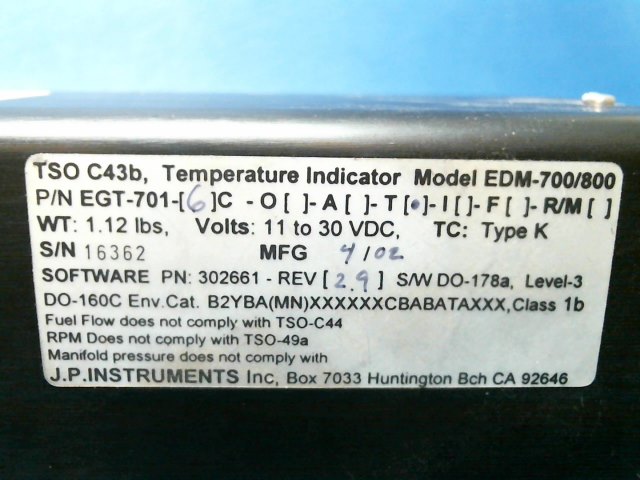 TSO C43b, Temperature Indicator Model EDM-700/800
P/N EGT-701-[6]C - O [ ]-A [ ]-T[•]-I[ ]-F [ ]-R/M [ ]
WT: 1.12 lbs, Volts: 11 to 30 VDC, TC: Type K
S/N 16362 MFG 4/02
SOFTWARE PN: 302661 - REV [ 2.9 ] S/W DO-178a, Level-3
DO-160C Env.Cat. B2YBA(MN)XXXXXXCBABATAXXX,Class 1b
Fuel Flow does not comply with TSO-C44
RPM Does not comply with TSO-49a
Manifold pressure does not comply with
J.P.INSTRUMENTS Inc, Box 7033 Huntington Bch CA 92646